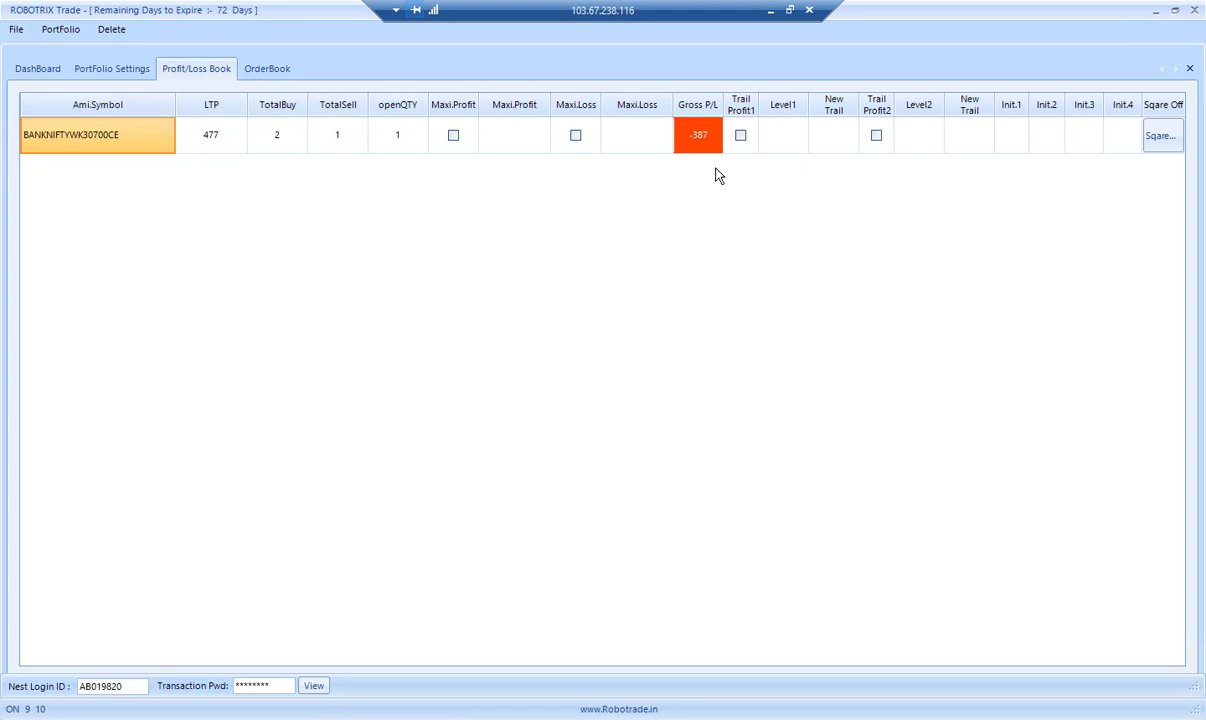 ROBOTRIX Trade - [ Remaining Days to Expire :- 72 Days ]
103.67.238.116
File PortFolio Delete
DashBoard PortFolio Settings Profit/Loss Book OrderBook
Ami.Symbol LTP TotalBuy TotalSell openQTY Maxi.Profit Maxi.Profit Maxi.Loss Maxi.Loss Gross P/L Trail Profit1 Level1 New Trail Trail Profit2 Level2 New Trail Init.1 Init.2 Init.3 Init.4 Sqare Off
BANKNIFTYWK30700CE 477 2 1 1 -387 Sqare...
Nest Login ID : AB019820 Transaction Pwd: ******** View
ON 9 10 www.Robotrade.in